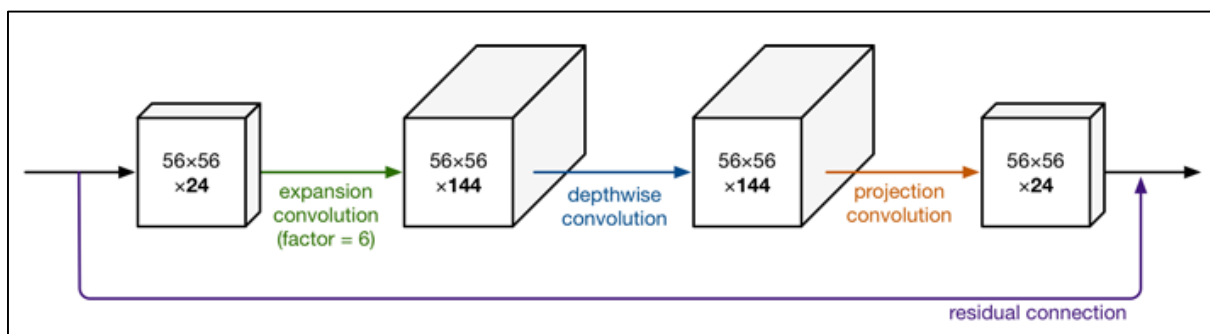 56×56
×24
expansion
convolution
(factor = 6)
56×56
×144
depthwise
convolution
56×56
×144
projection
convolution
56×56
×24
residual connection